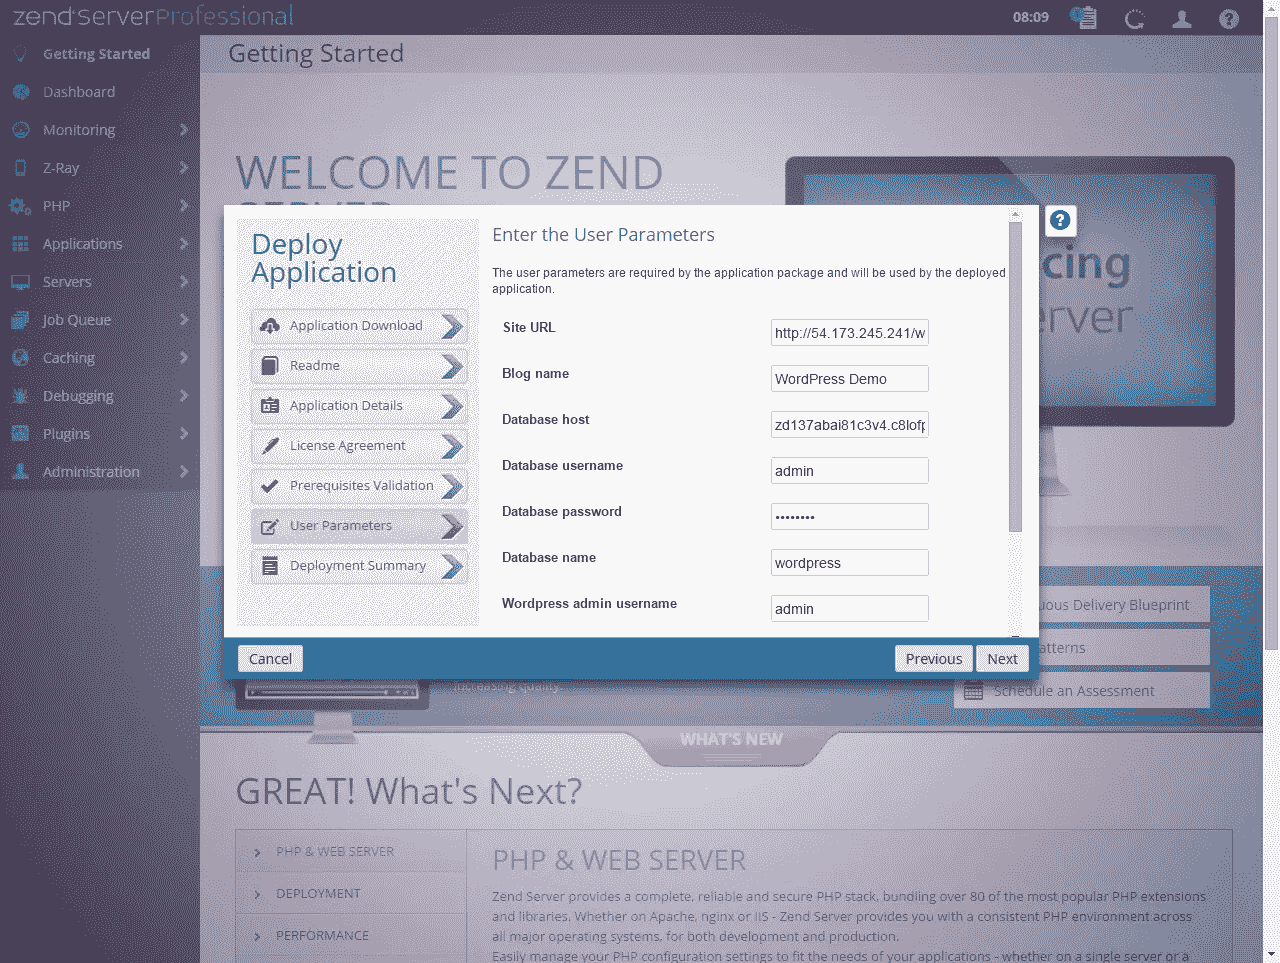 zend Server Professional
08:09
Getting Started
Dashboard
Monitoring
Z-Ray
PHP
Applications
Servers
Job Queue
Caching
Debugging
Plugins
Administration
Getting Started
WELCOME TO ZEND
cing
erver
Deploy
Application
Application Download
Readme
Application Details
License Agreement
Prerequisites Validation
User Parameters
Deployment Summary
Enter the User Parameters
The user parameters are required by the application package and will be used by the deployed
application.
Site URL
http://54.173.245.241/w
Blog name
WordPress Demo
Database host
zd137abai81c3v4.c8lofp
Database username
admin
Database password
••••••••
Database name
wordpress
Wordpress admin username
admin
?
Cancel
Previous
Next
uous Delivery Blueprint
atterns
Schedule an Assessment
increasing quality.
WHAT'S NEW
GREAT! What's Next?
PHP & WEB SERVER
DEPLOYMENT
PERFORMANCE
PHP & WEB SERVER
Zend Server provides a complete, reliable and secure PHP stack, bundling over 80 of the most popular PHP extensions
and libraries. Whether on Apache, nginx or IIS - Zend Server provides you with a consistent PHP environment across
all major operating systems, for both development and production.
Easily manage your PHP configuration settings to fit the needs of your applications - whether on a single server or a